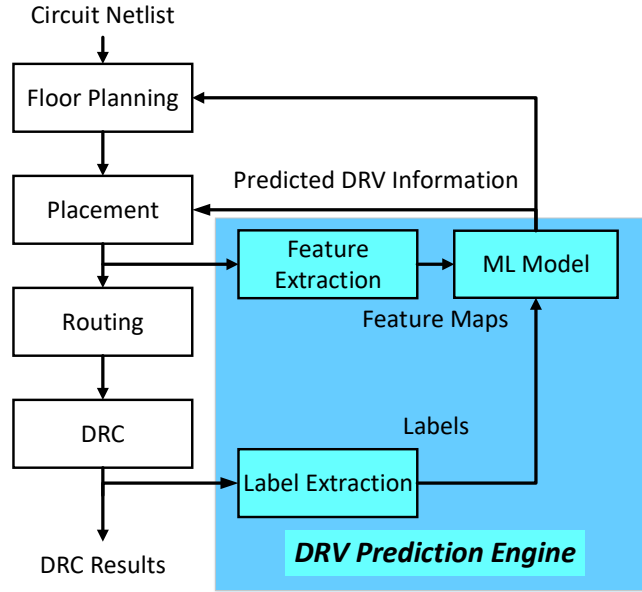 Circuit Netlist
Floor Planning
Predicted DRV Information
Placement
Feature
Extraction
ML Model
Feature Maps
Routing
DRC
Labels
Label Extraction
DRV Prediction Engine
DRC Results